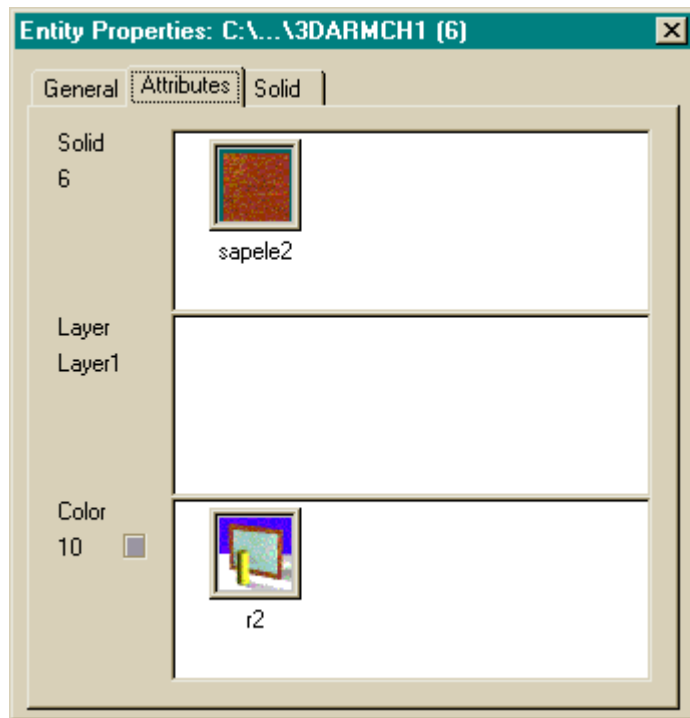 Entity Properties: C:\...\3DARMCH1 (6)
General Attributes Solid
Solid
6
sapele2
Layer
Layer1
Color
10
r2